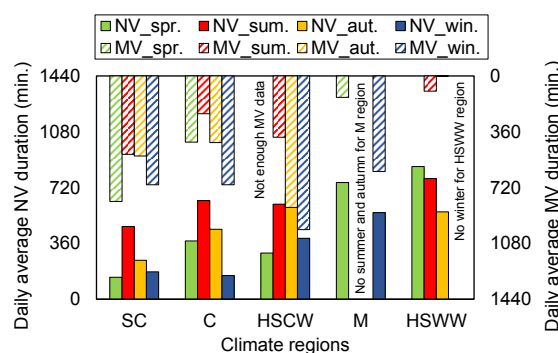 NV_spr. NV_sum. NV_aut. NV_win.
MV_spr. MV_sum. MV_aut. MV_win.
Daily average NV duration (min.)
1440
1080
720
360
0
Not enough MV data
No summer and autumn for M region
No winter for HSWW region
0
360
720
1080
1440
Daily average MV duration (min.)
SC C HSCW M HSWW
Climate regions
Daily av